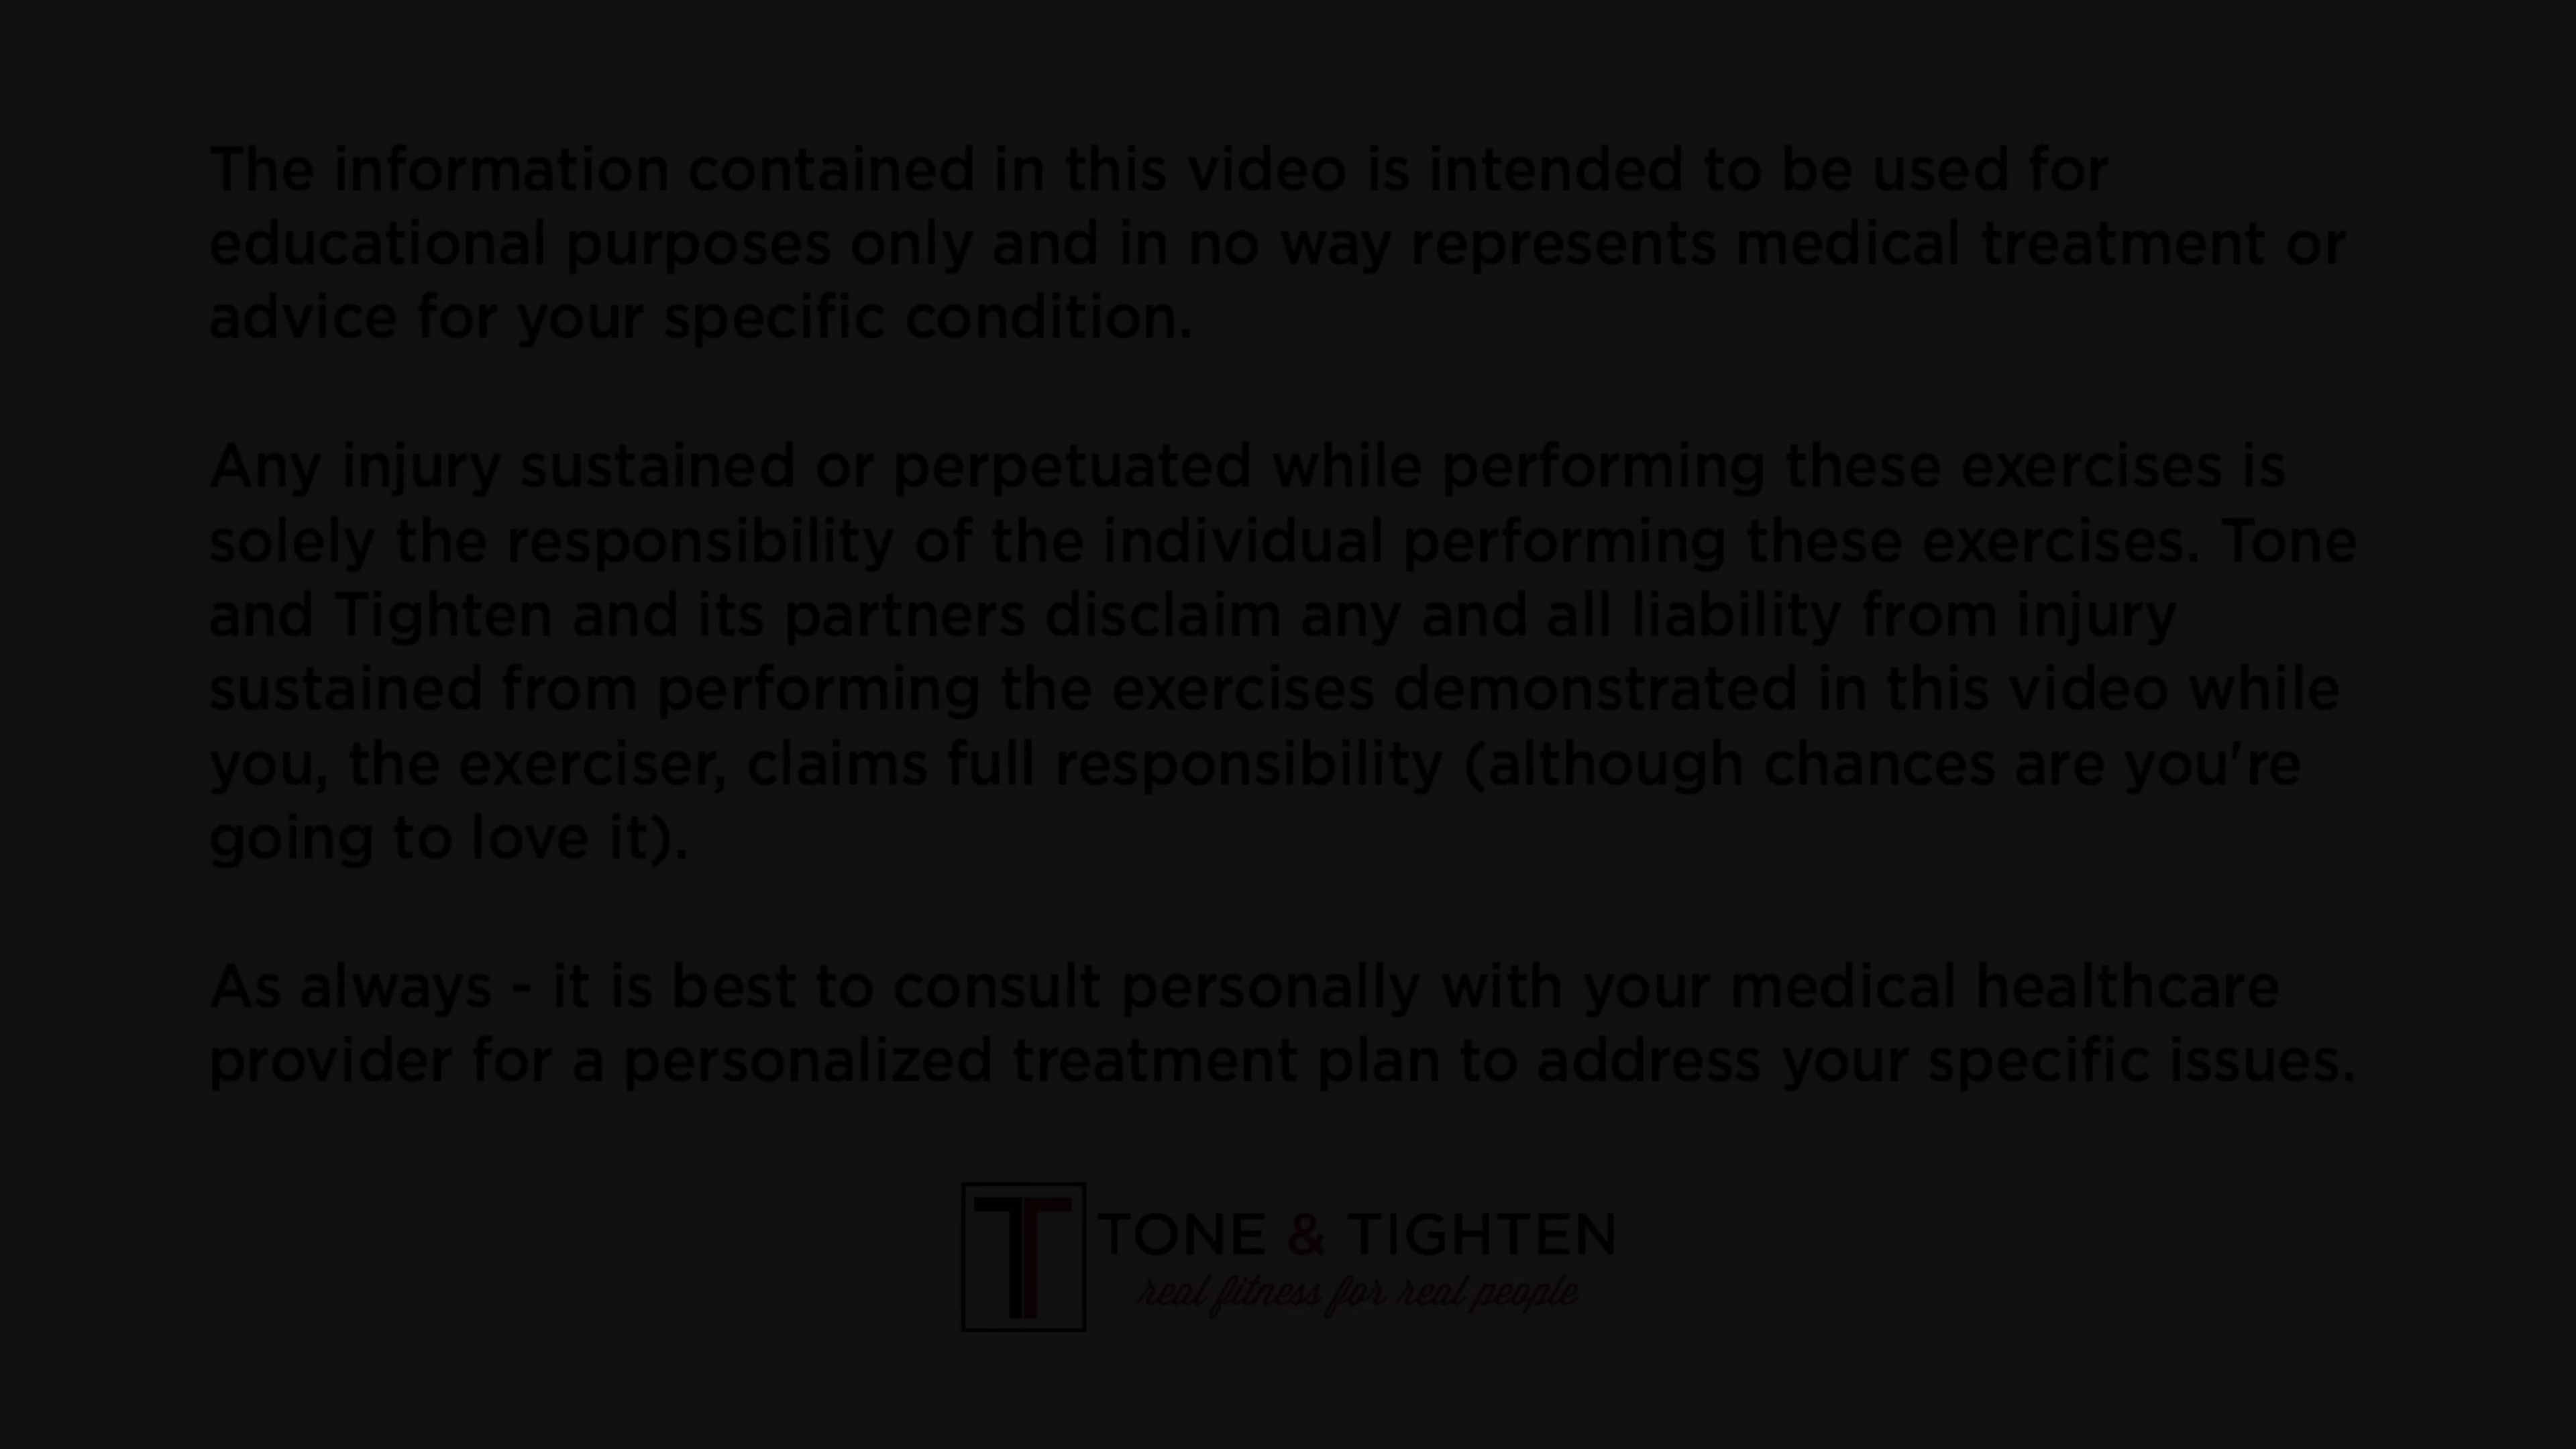 The information contained in this video is intended to be used for
educational purposes only and in no way represents medical treatment or
advice for your specific condition.
Any injury sustained or perpetuated while performing these exercises is
solely the responsibility of the individual performing these exercises. Tone
and Tighten and its partners disclaim any and all liability from injury
sustained from performing the exercises demonstrated in this video while
you, the exerciser, claims full responsibility (although chances are you're
going to love it).
As always - it is best to consult personally with your medical healthcare
provider for a personalized treatment plan to address your specific issues.
TT
TONE & TIGHTEN
real fitness for real people